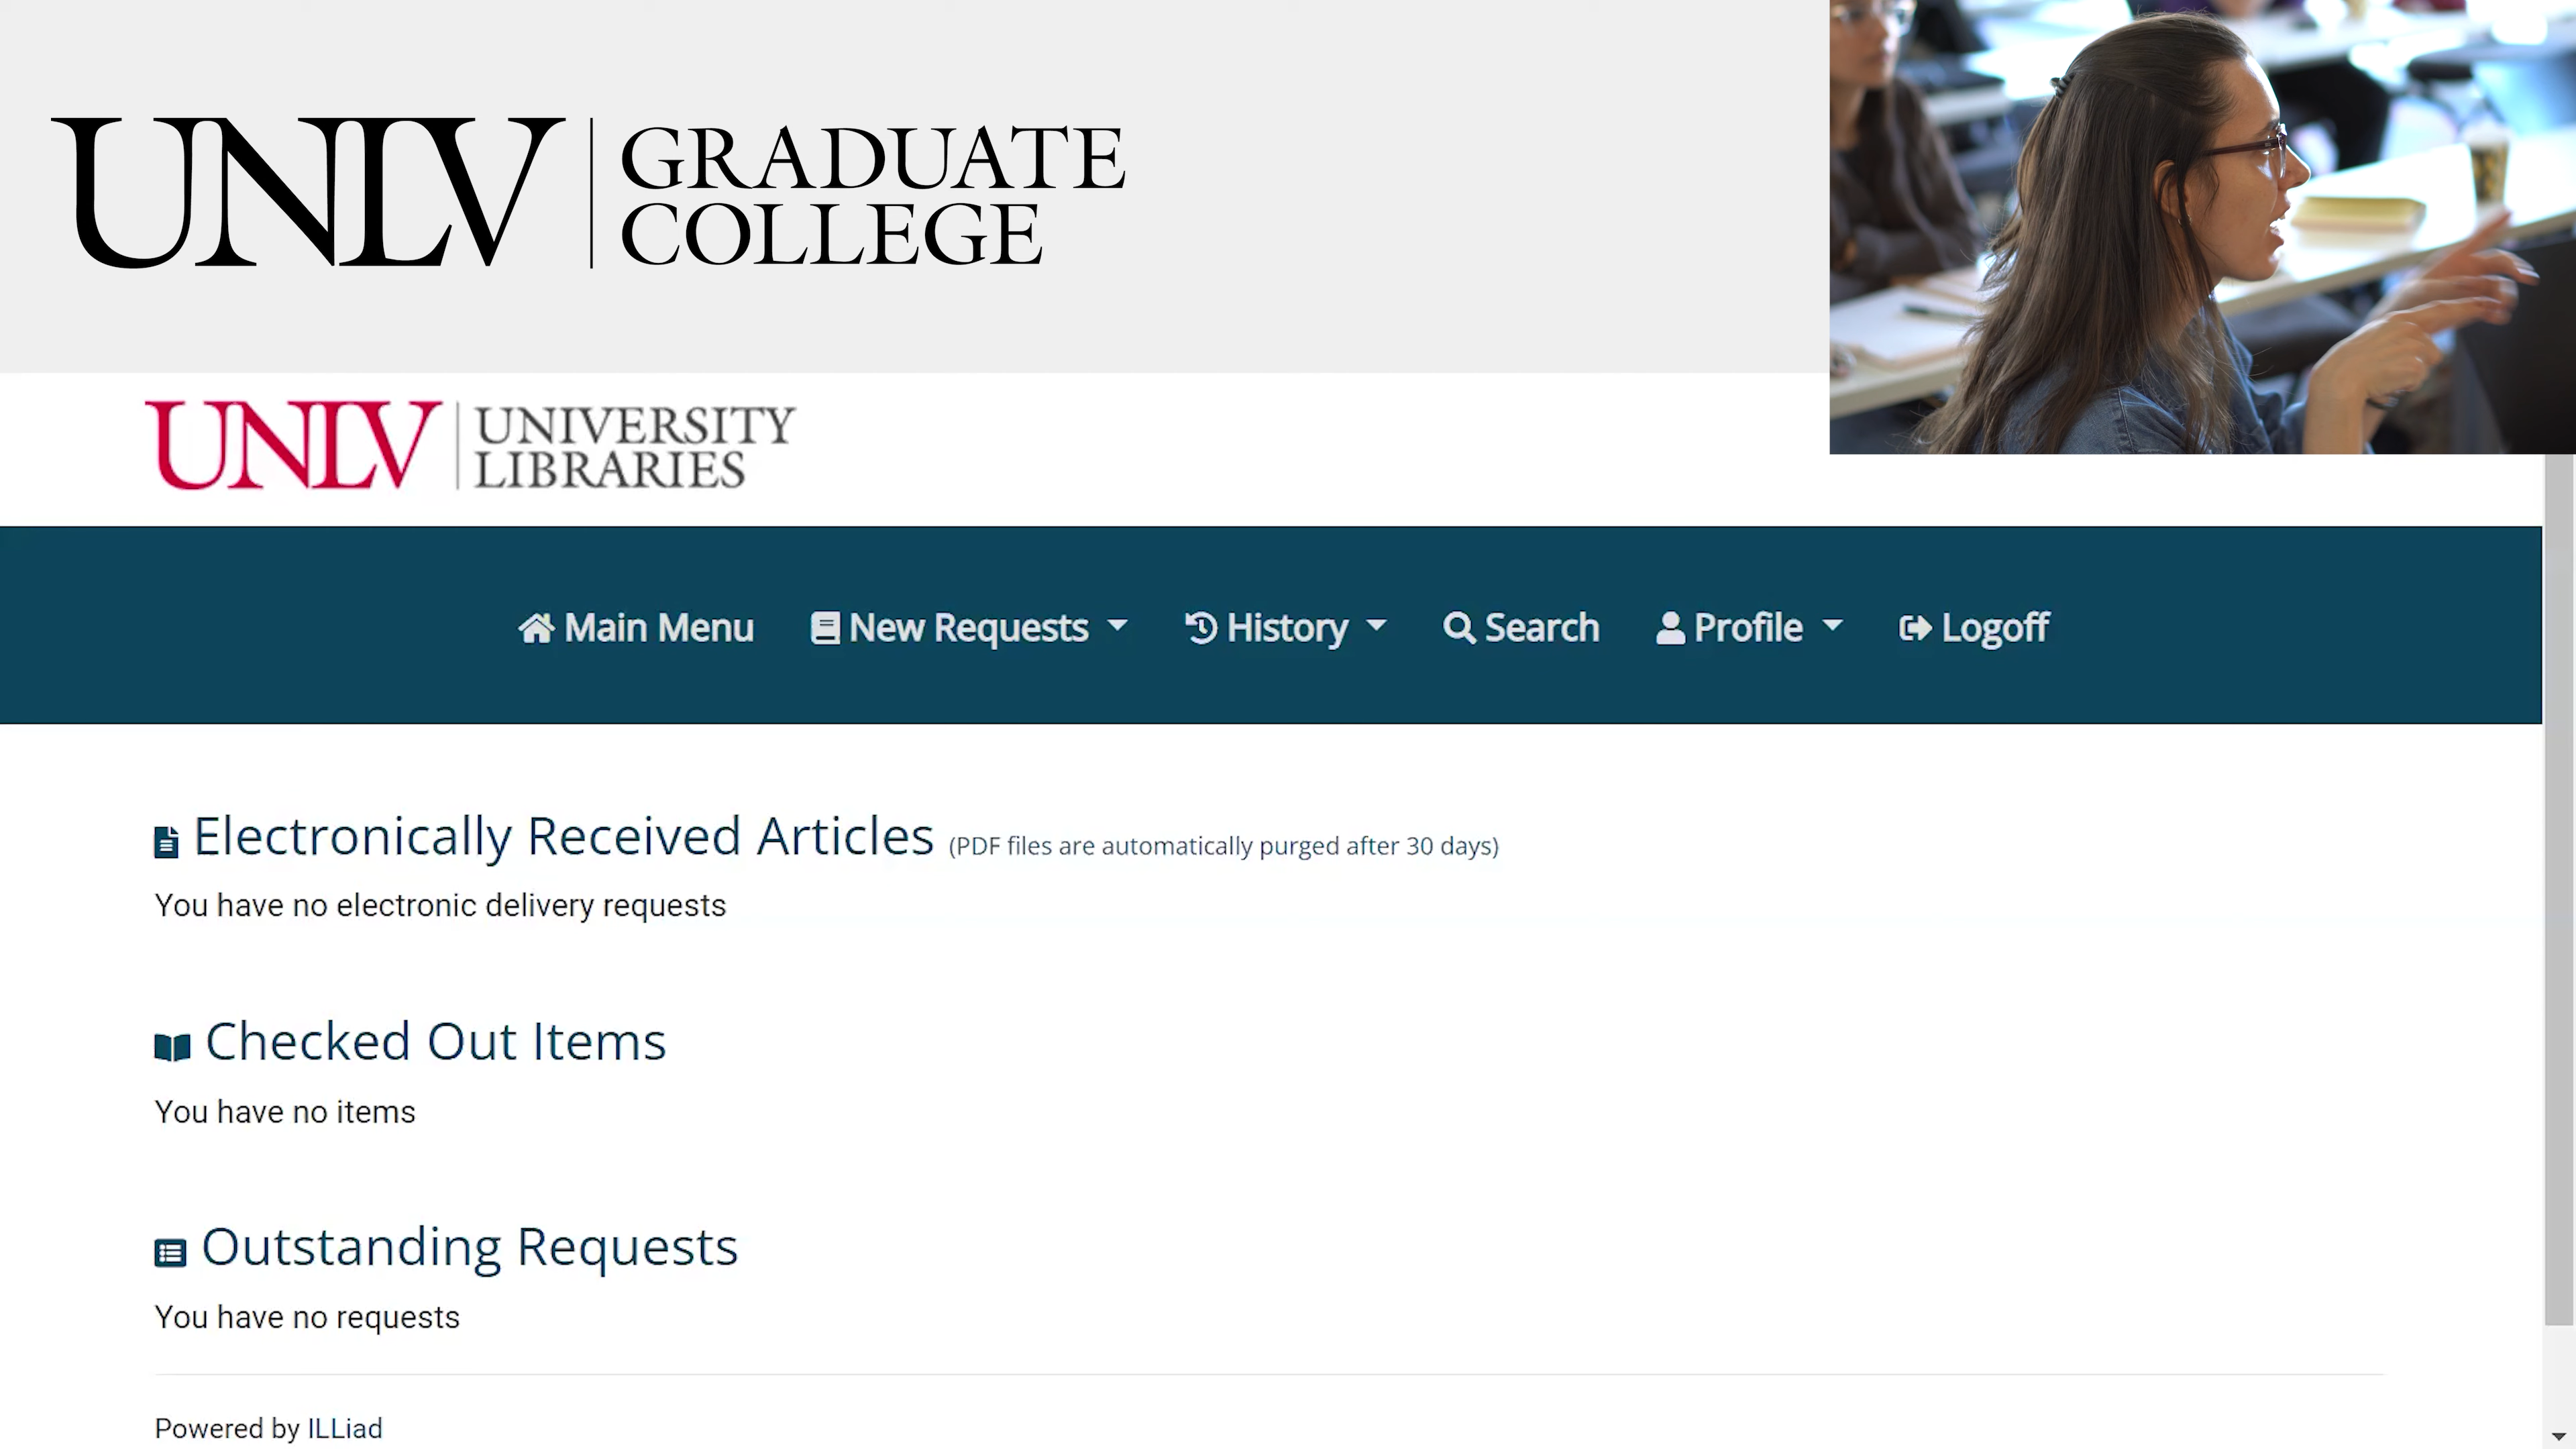 UNLV
GRADUATE
COLLEGE
UNLV
UNIVERSITY
LIBRARIES
Main Menu New Requests History Search Profile Logoff
Electronically Received Articles (PDF files are automatically purged after 30 days)
You have no electronic delivery requests
Checked Out Items
You have no items
Outstanding Requests
You have no requests
Powered by ILLiad